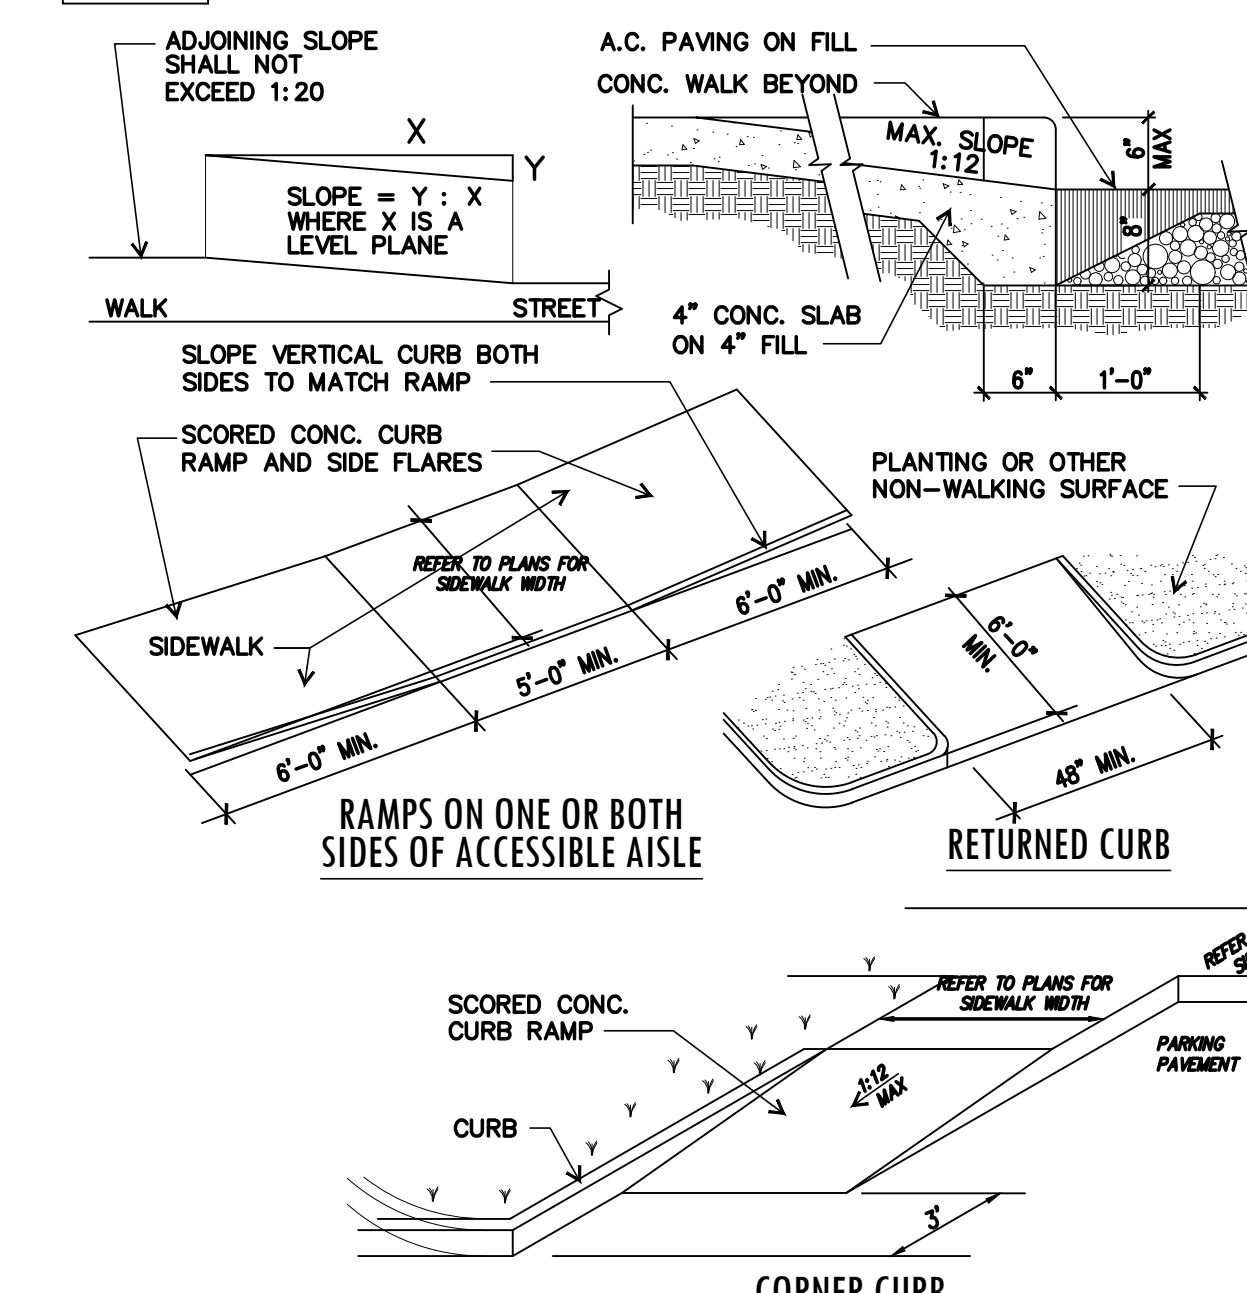 ADJOINING SLOPE
SHALL NOT
EXCEED 1:20
X
Y
SLOPE = Y : X
WHERE X IS A
LEVEL PLANE
WALK
STREET
A.C. PAVING ON FILL
CONC. WALK BEYOND
MAX. SLOPE
1:12
6"
MAX
8"
4" CONC. SLAB
ON 4" FILL
6"
1'-0"
SLOPE VERTICAL CURB BOTH
SIDES TO MATCH RAMP
SCORED CONC. CURB
RAMP AND SIDE FLARES
REFER TO PLANS FOR
SIDEWALK WIDTH
SIDEWALK
6'-0" MIN.
5'-0" MIN.
6'-0" MIN.
RAMPS ON ONE OR BOTH
SIDES OF ACCESSIBLE AISLE
PLANTING OR OTHER
NON-WALKING SURFACE
6'-0"
MIN.
48" MIN.
RETURNED CURB
REFER TO PLANS FOR
SIDEWALK WIDTH
REFER
SCORED CONC.
CURB RAMP
PARKING
PAVEMENT
1:12
MAX
CURB
3'
CORNER CURB